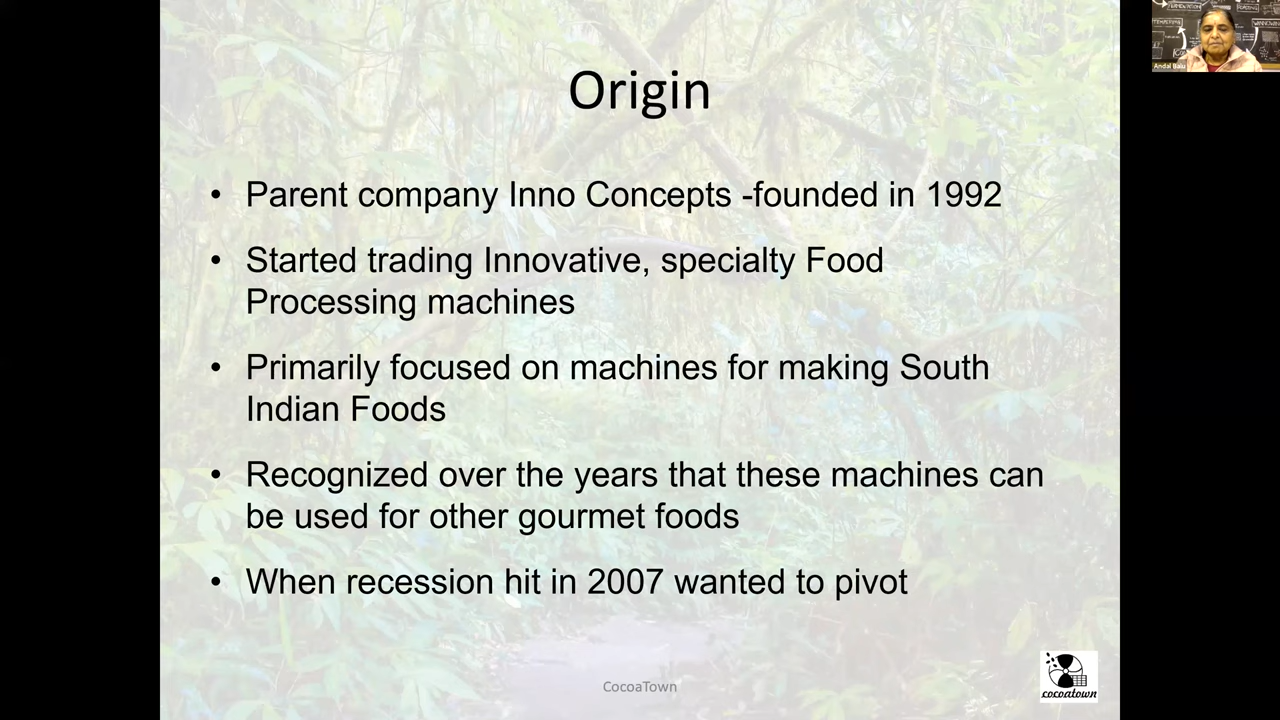 Origin
• Parent company Inno Concepts -founded in 1992
• Started trading Innovative, specialty Food
Processing machines
• Primarily focused on machines for making South
Indian Foods
• Recognized over the years that these machines can
be used for other gourmet foods
• When recession hit in 2007 wanted to pivot
CocoaTown
cocoatown
Andal Balu